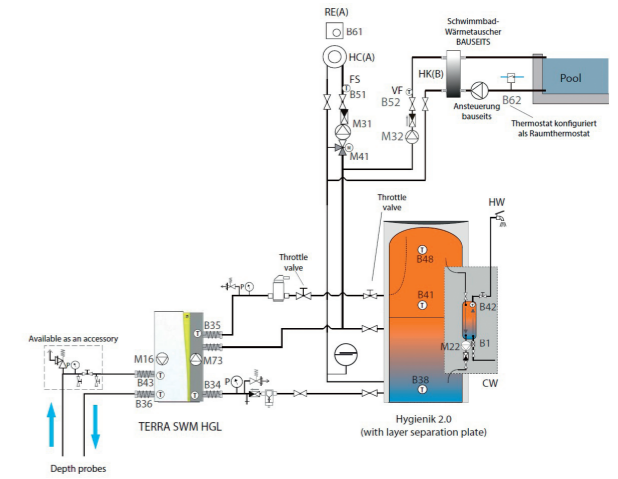 RE(A)
B61
HC(A)
FS
B51
M31
M41
Schwimmbad-
Wärmetauscher
BAUSEITS
HK(B)
VF
B52
M32
Ansteuerung
bauseits
B62
Pool
Thermostat konfiguriert
als Raumthermostat
HW
Throttle
valve
Throttle
valve
B48
B41
B42
M22
B1
B38
CW
P
B35
Available as an accessory
P
M16
M73
B43
B34
P
B36
TERRA SWM HGL
Hygienik 2.0
(with layer separation plate)
Depth probes
T
T
T
T
T
T
T
T
T
T
T